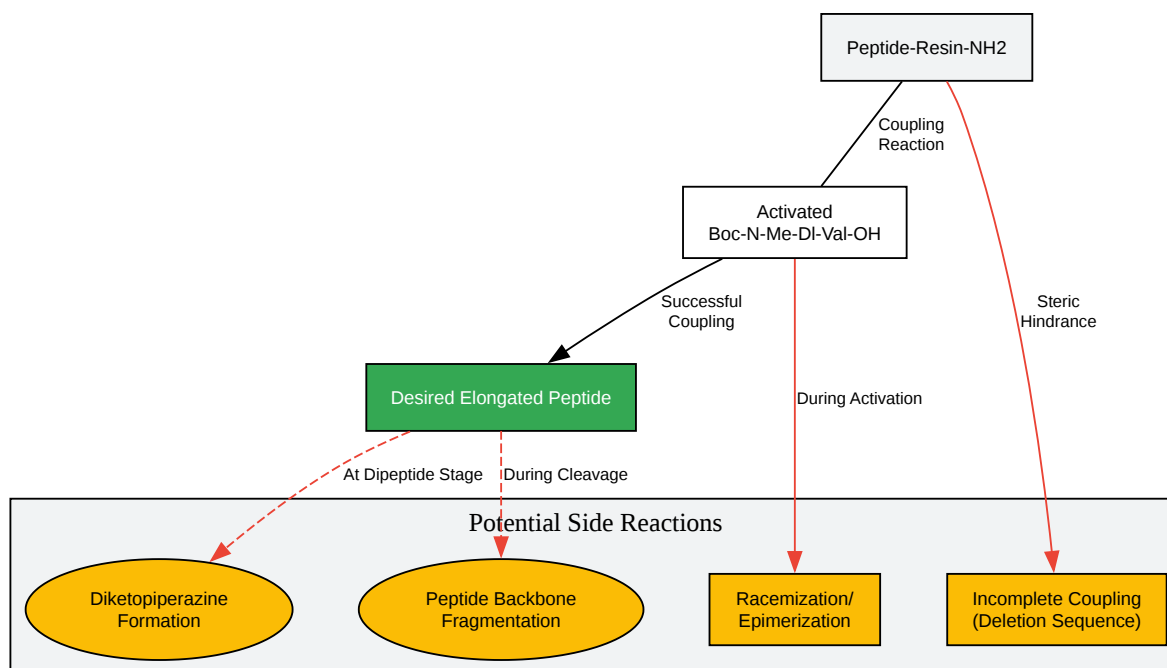 Peptide-Resin-NH2
Coupling
Reaction
Activated
Boc-N-Me-Dl-Val-OH
Successful
Coupling
Steric
Hindrance
Desired Elongated Peptide
During Activation
At Dipeptide Stage
During Cleavage
Potential Side Reactions
Diketopiperazine
Formation
Peptide Backbone
Fragmentation
Racemization/
Epimerization
Incomplete Coupling
(Deletion Sequence)